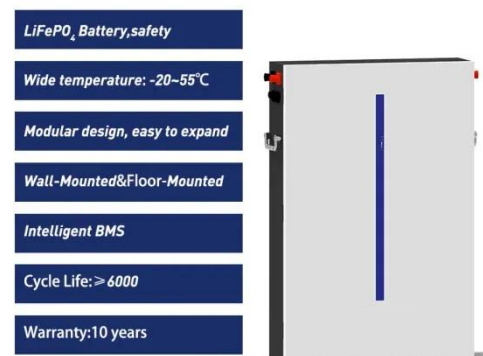 LiFePO₄ Battery,safety
Wide temperature: -20~55℃
Modular design, easy to expand
Wall-Mounted&Floor-Mounted
Intelligent BMS
Cycle Life:≥6000
Warranty:10 years